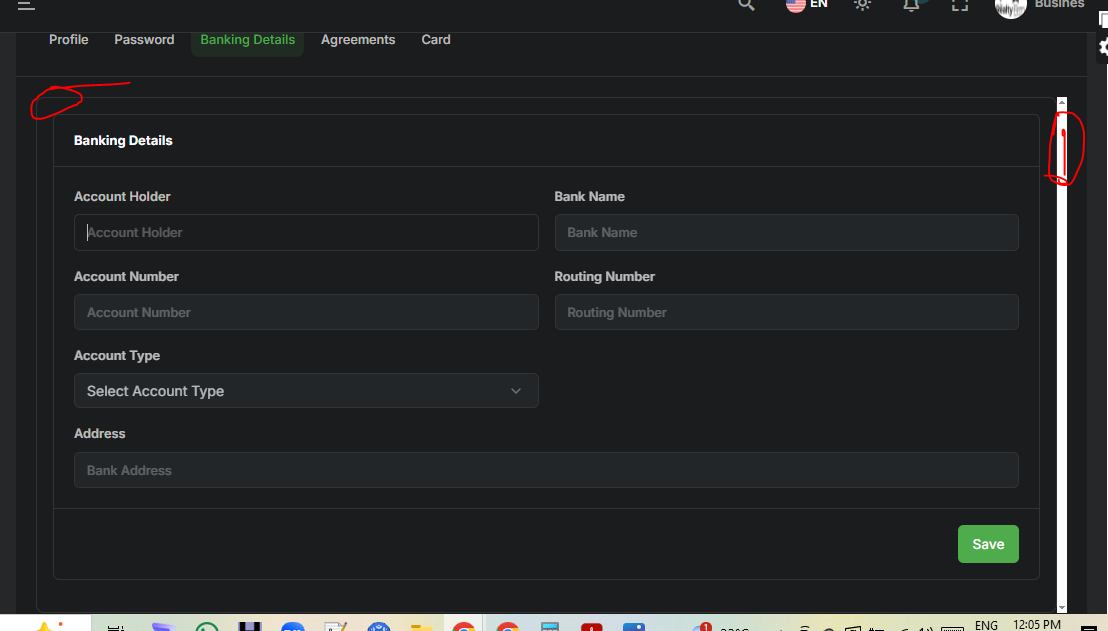 EN
Busines
Profile Password Banking Details Agreements Card
Banking Details
Account Holder Bank Name
Account Holder Bank Name
Account Number Routing Number
Account Number Routing Number
Account Type
Select Account Type
Address
Bank Address
Save
1
ENG 12:05 PM